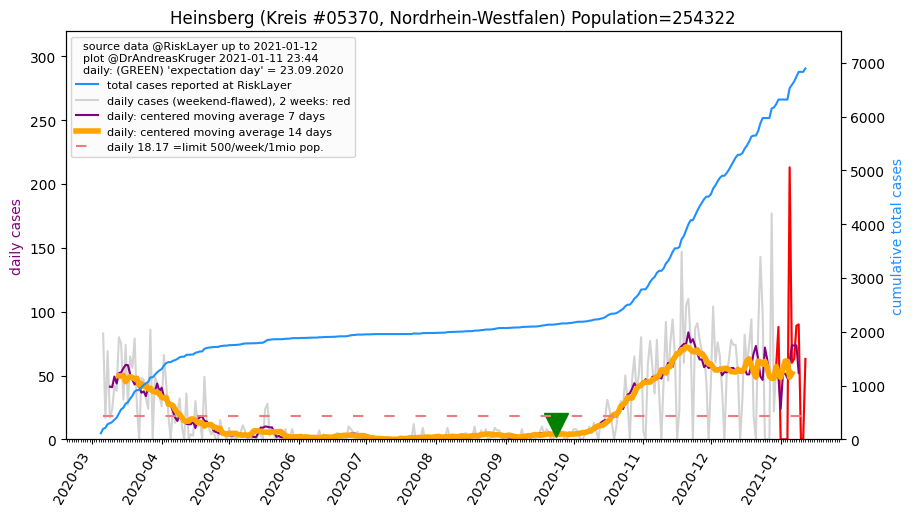 Heinsberg (Kreis #05370, Nordrhein-Westfalen) Population=254322
source data @RiskLayer up to 2021-01-12
plot @DrAndreasKruger 2021-01-11 23:44
daily: (GREEN) 'expectation day' = 23.09.2020
total cases reported at RiskLayer
daily cases (weekend-flawed), 2 weeks: red
daily: centered moving average 7 days
daily: centered moving average 14 days
daily 18.17 =limit 500/week/1mio pop.
daily cases
300
250
200
150
100
50
0
cumulative total cases
7000
6000
5000
4000
3000
2000
1000
0
2020-03
2020-04
2020-05
2020-06
2020-07
2020-08
2020-09
2020-10
2020-11
2020-12
2021-01